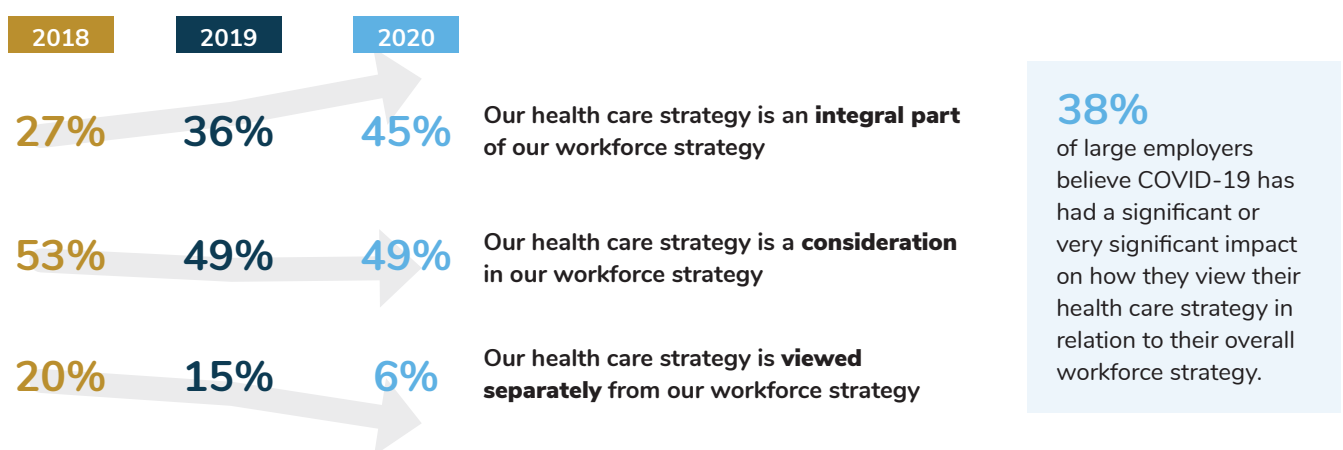 2018 2019 2020
27% 36% 45% Our health care strategy is an integral part
of our workforce strategy
53% 49% 49% Our health care strategy is a consideration
in our workforce strategy
20% 15% 6% Our health care strategy is viewed
separately from our workforce strategy
38%
of large employers
believe COVID-19 has
had a significant or
very significant impact
on how they view their
health care strategy in
relation to their overall
workforce strategy.